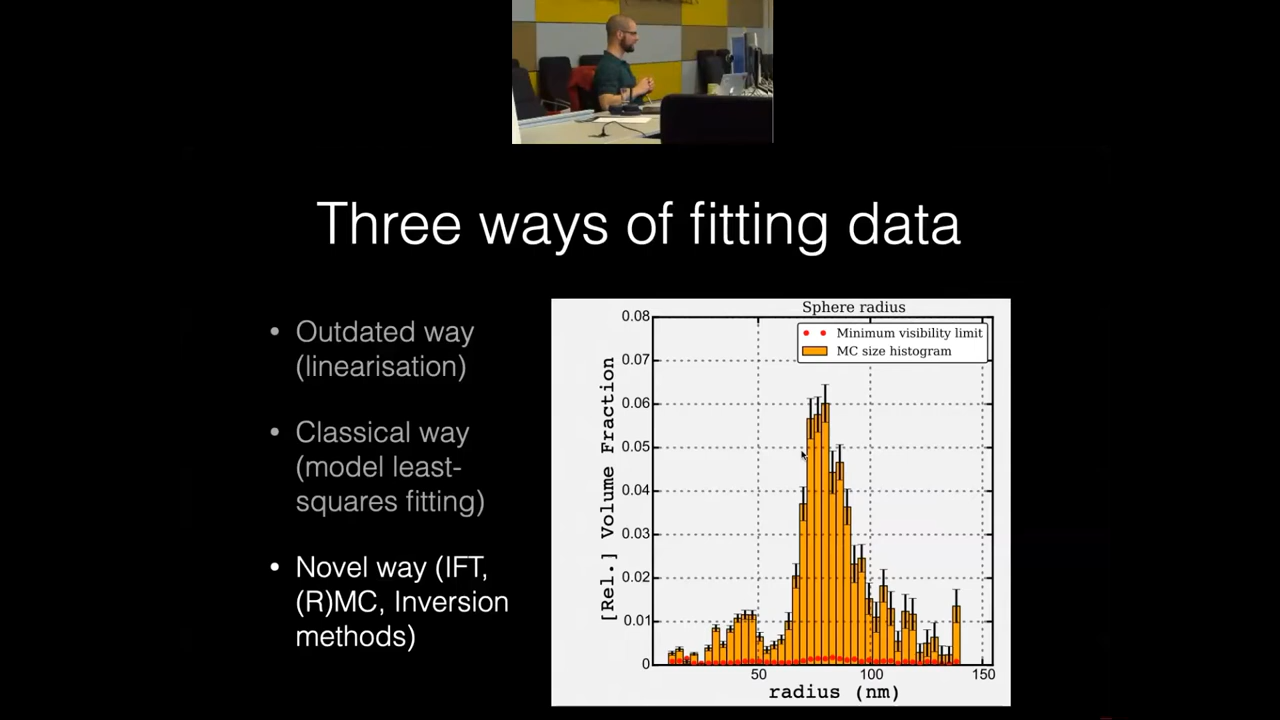 Three ways of fitting data
• Outdated way
(linearisation)
• Classical way
(model least-
squares fitting)
• Novel way (IFT,
(R)MC, Inversion
methods)
Sphere radius
Minimum visibility limit
MC size histogram
[Rel.] Volume Fraction
0.08
0.07
0.06
0.05
0.04
0.03
0.02
0.01
0
50
100
150
radius (nm)